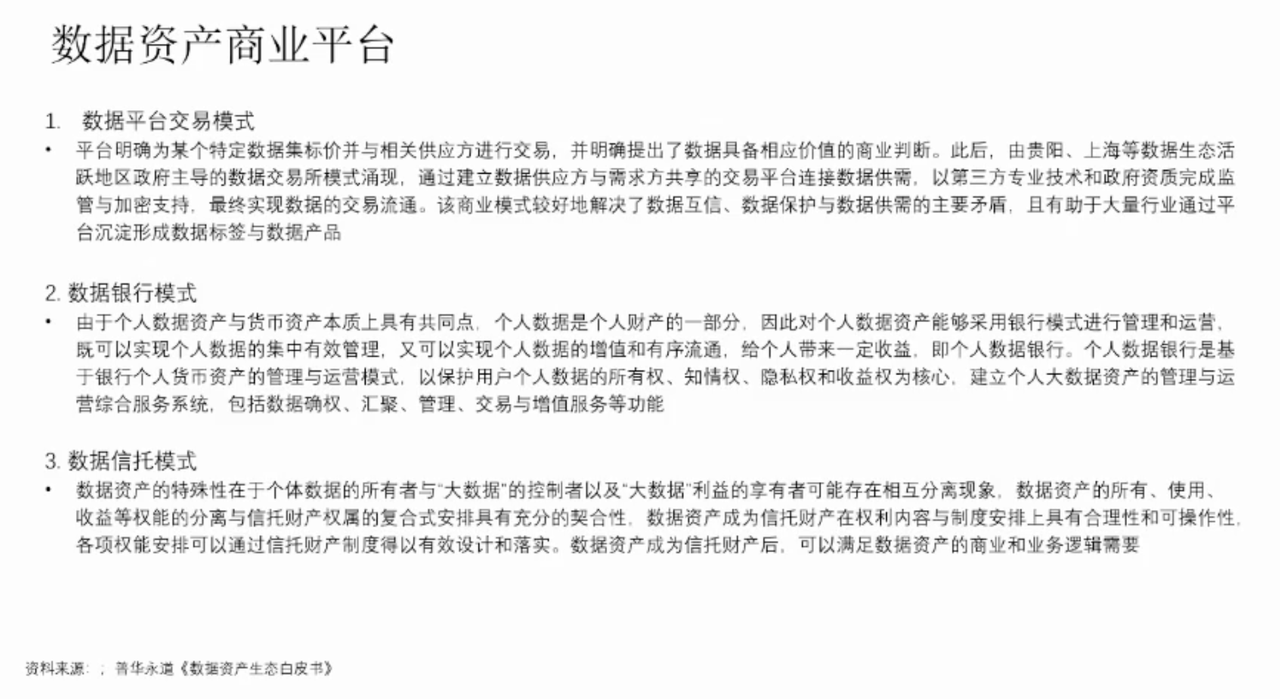 数据资产商业平台
1. 数据平台交易模式
• 平台明确为某个特定数据集标价并与相关供应方进行交易，并明确提出了数据具备相应价值的商业判断。此后，由贵阳、上海等数据生态活
跃地区政府主导的数据交易所模式涌现，通过建立数据供应方与需求方共享的交易平台连接数据供需，以第三方专业技术和政府资质完成监
管与加密支持，最终实现数据的交易流通。该商业模式较好地解决了数据互信、数据保护与数据供需的主要矛盾，且有助于大量行业通过平
台沉淀形成数据标签与数据产品
2. 数据银行模式
• 由于个人数据资产与货币资产本质上具有共同点，个人数据是个人财产的一部分，因此对个人数据资产能够采用银行模式进行管理和运营，
既可以实现个人数据的集中有效管理，又可以实现个人数据的增值和有序流通，给个人带来一定收益，即个人数据银行。个人数据银行是基
于银行个人货币资产的管理与运营模式，以保护用户个人数据的所有权、知情权、隐私权和收益权为核心，建立个人大数据资产的管理与运
营综合服务系统，包括数据确权、汇聚、管理、交易与增值服务等功能
3. 数据信托模式
• 数据资产的特殊性在于个体数据的所有者与“大数据”的控制者以及“大数据”利益的享有者可能存在相互分离现象，数据资产的所有、使用、
收益等权能的分离与信托财产权属的复合式安排具有充分的契合性，数据资产成为信托财产在权利内容与制度安排上具有合理性和可操作性，
各项权能安排可以通过信托财产制度得以有效设计和落实。数据资产成为信托财产后，可以满足数据资产的商业和业务逻辑需要
资料来源：；普华永道《数据资产生态白皮书》